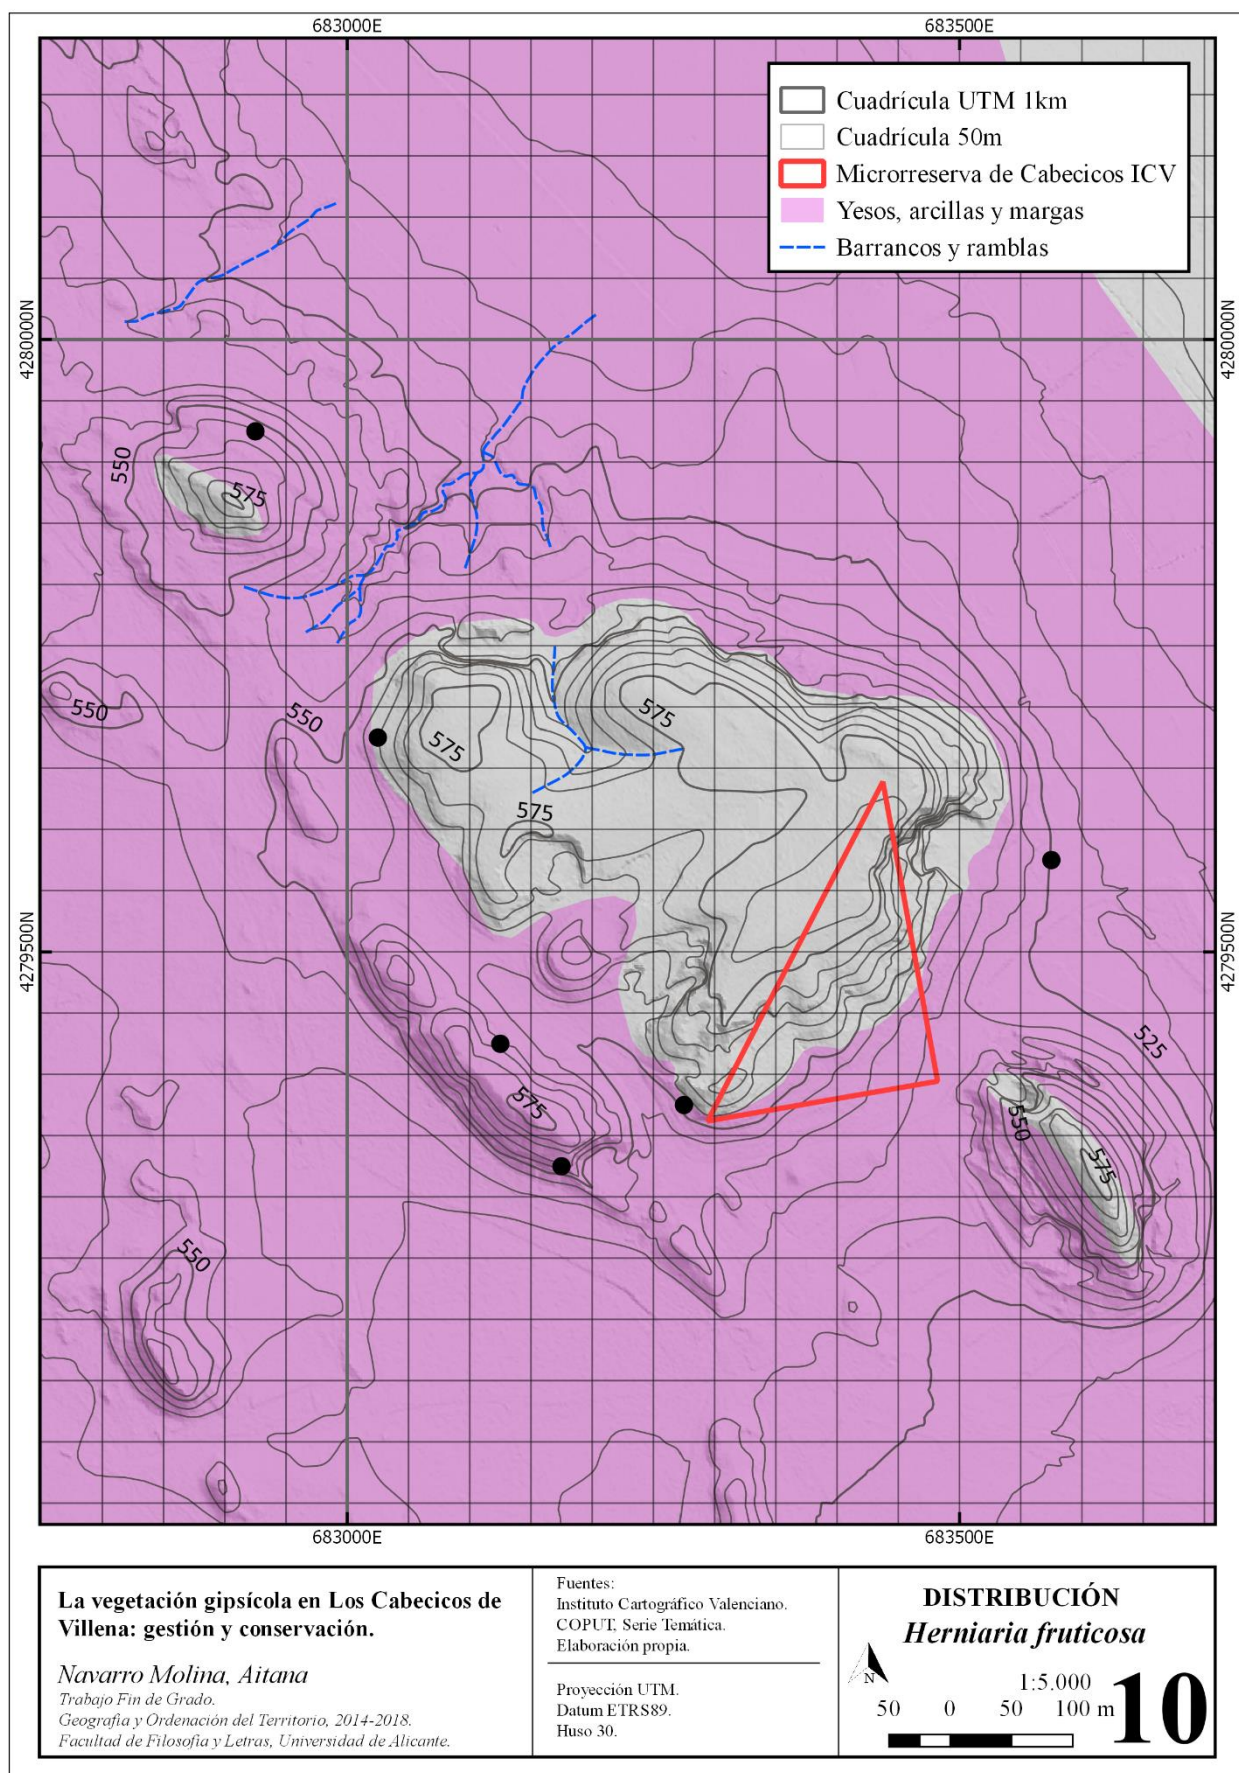 683000E
683500E
Cuadrícula UTM 1km
Cuadrícula 50m
Microrreserva de Cabecicos ICV
Yesos, arcillas y margas
Barrancos y ramblas
4280000N
4280000N
550
575
550
550
575
575
575
4279500N
4279500N
525
575
550
575
550
683000E
683500E
La vegetación gipsícola en Los Cabecicos de
Villena: gestión y conservación.
Navarro Molina, Aitana
Trabajo Fin de Grado.
Geografía y Ordenación del Territorio, 2014-2018.
Facultad de Filosofía y Letras, Universidad de Alicante.
Fuentes:
Instituto Cartográfico Valenciano.
COPUT, Serie Temática.
Elaboración propia.
Proyección UTM.
Datum ETRS89.
Huso 30.
DISTRIBUCIÓN
Herniaria fruticosa
N
1:5.000
50 0 50 100 m
10